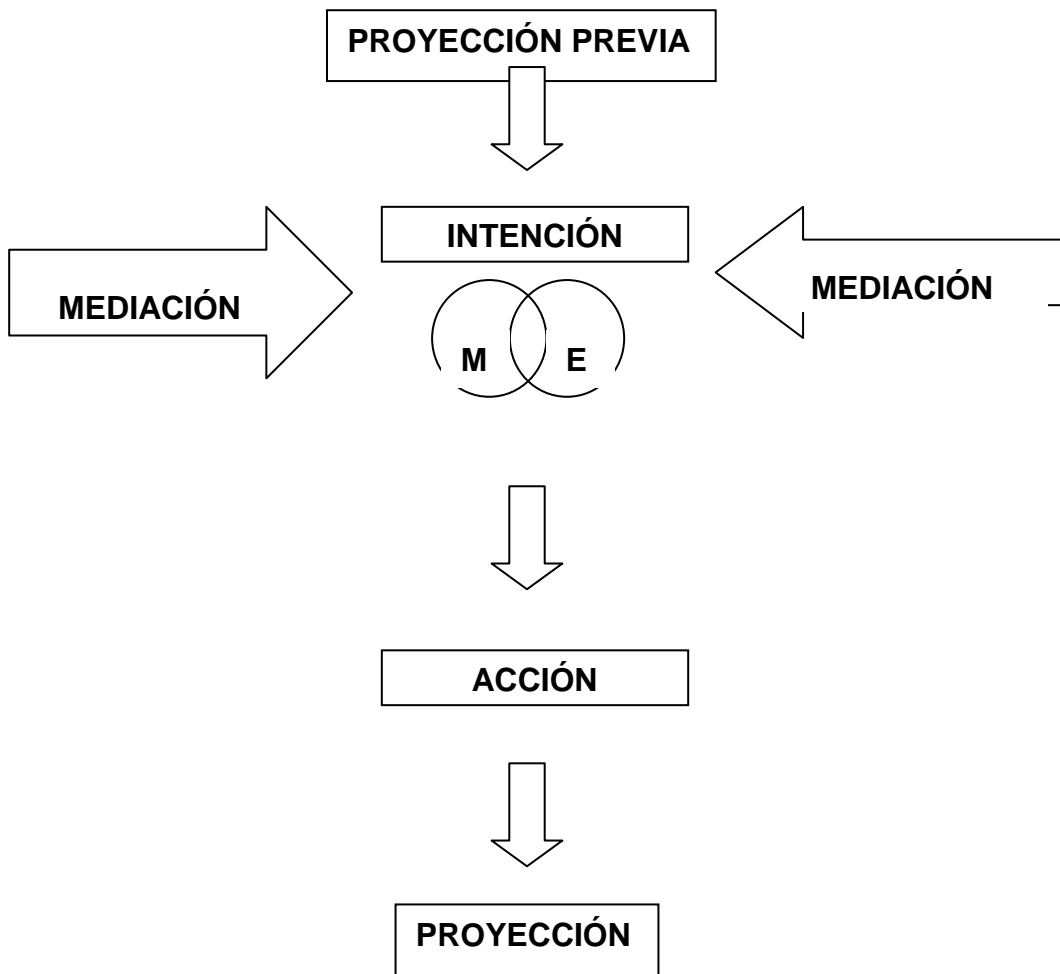 PROYECCIÓN PREVIA
INTENCIÓN
MEDIACIÓN
MEDIACIÓN
M E
ACCIÓN
PROYECCIÓN